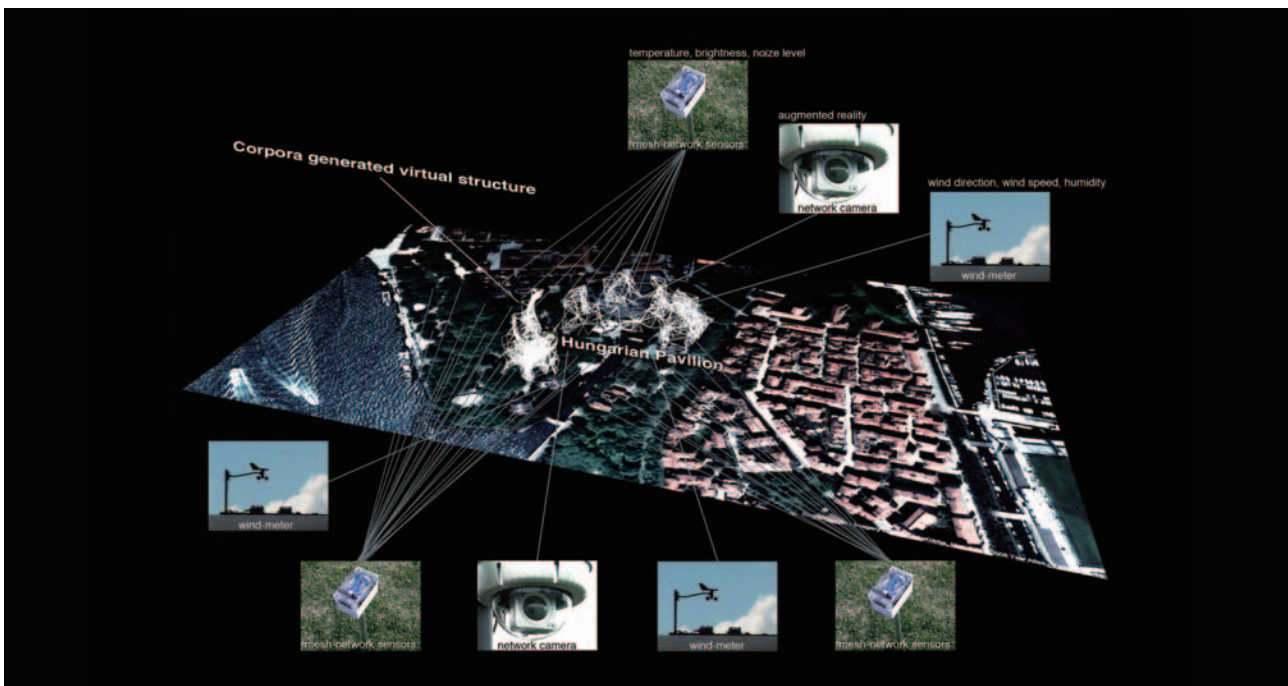 temperature, brightness, noize level
mesh-network sensors
augmented reality
network camera
Corpora generated virtual structure
wind direction, wind speed, humidity
wind-meter
Hungarian Pavilion
wind-meter
mesh-network sensors
network camera
wind-meter
mesh-network sensors